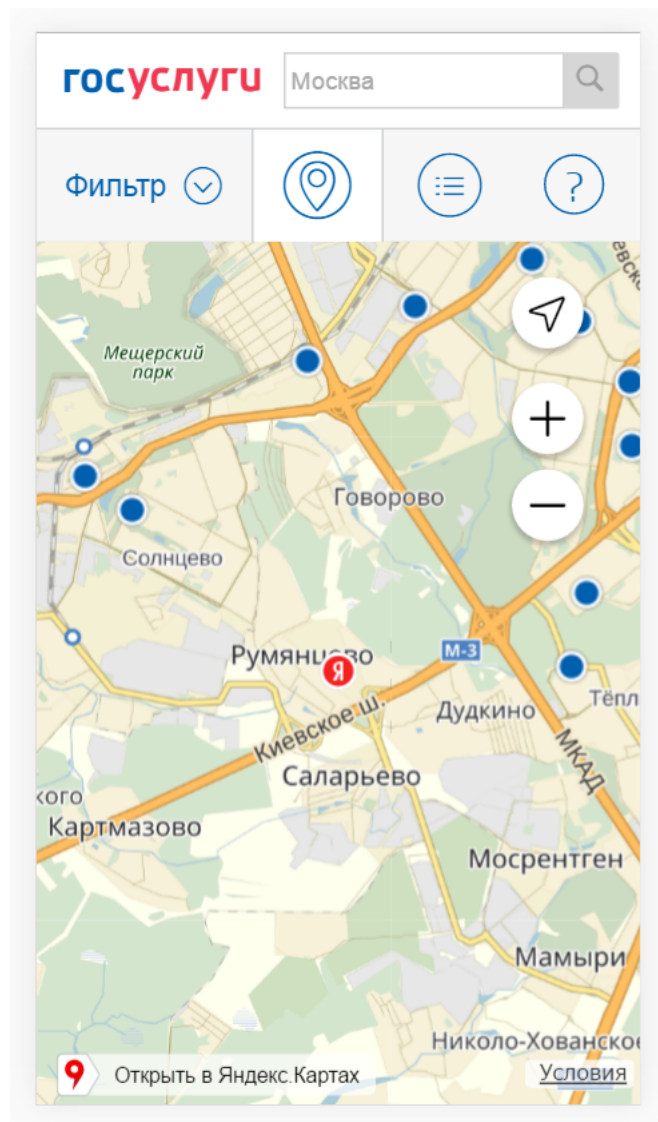 госуслуги
Москва
Фильтр
?
Мещерский
парк
Говорово
Солнцево
Румянцево
Я
М-3
Дудкино
Киевское ш.
МКАД
Саларьево
Картмазово
Мосрентген
Мамыри
Открыть в Яндекс.Картах
Условия